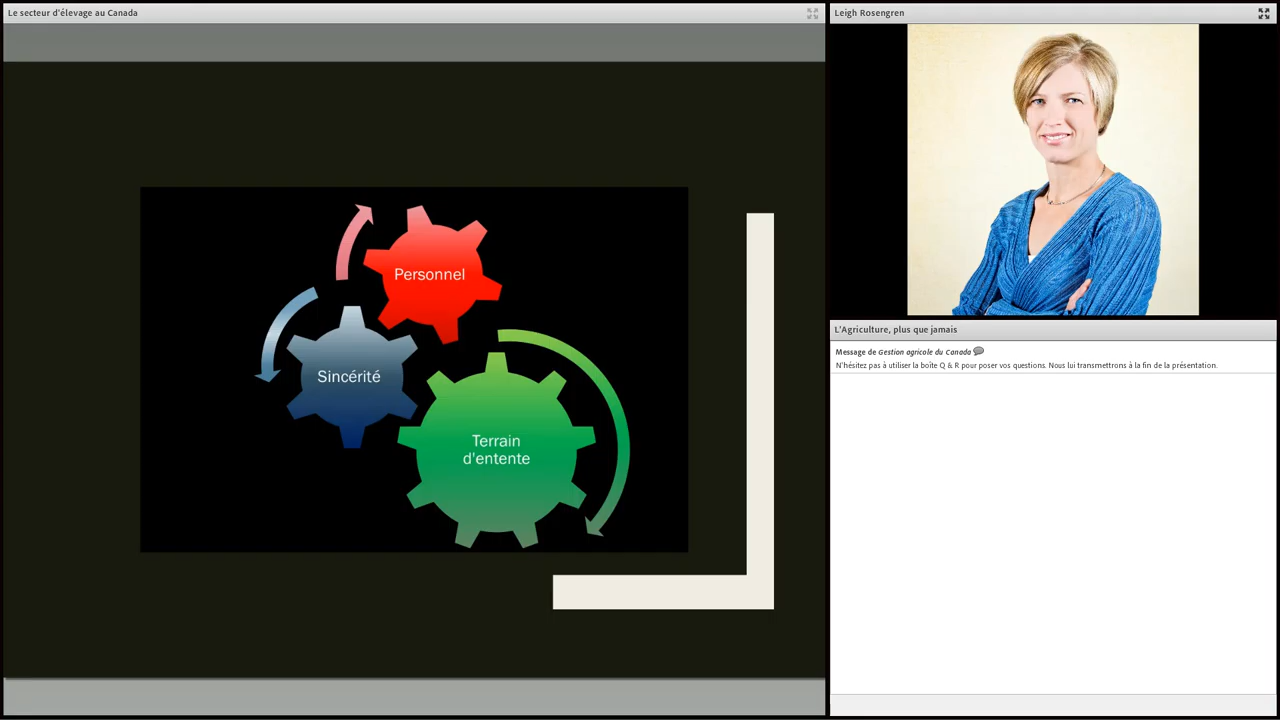 Le secteur d'élevage au Canada
Personnel
Sincérité
Terrain
d'entente
Leigh Rosengren
L'Agriculture, plus que jamais
Message de Gestion agricole du Canada
N'hésitez pas à utiliser la boîte Q & R pour poser vos questions. Nous lui transmettrons à la fin de la présentation.